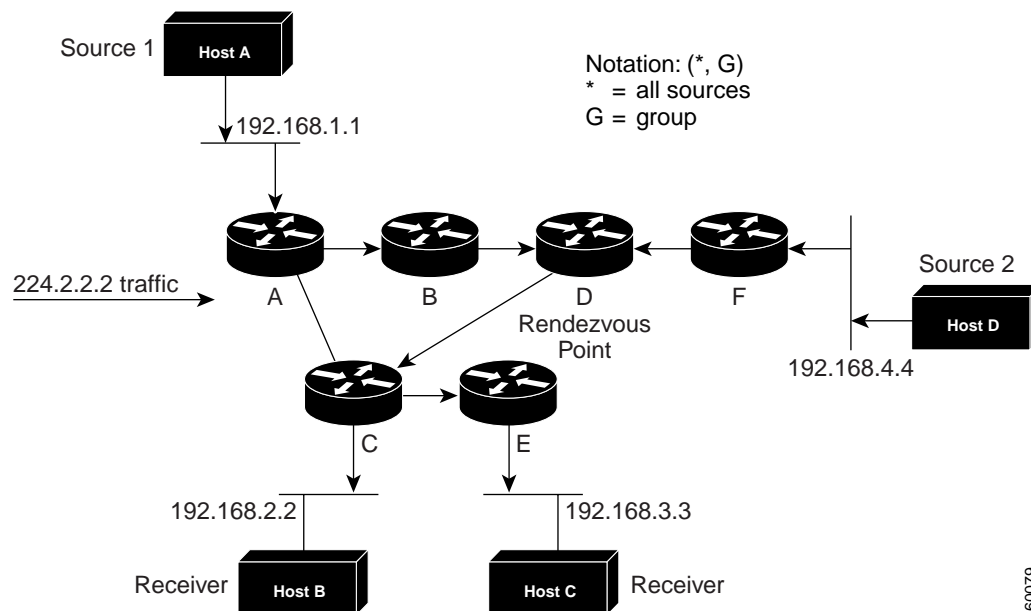 Source 1
Host A
Notation: (*, G)
* = all sources
G = group
192.168.1.1
224.2.2.2 traffic
A
B
D
F
Rendezvous
Point
Source 2
Host D
192.168.4.4
C
E
192.168.2.2
192.168.3.3
Receiver
Host B
Host C
Receiver
60079